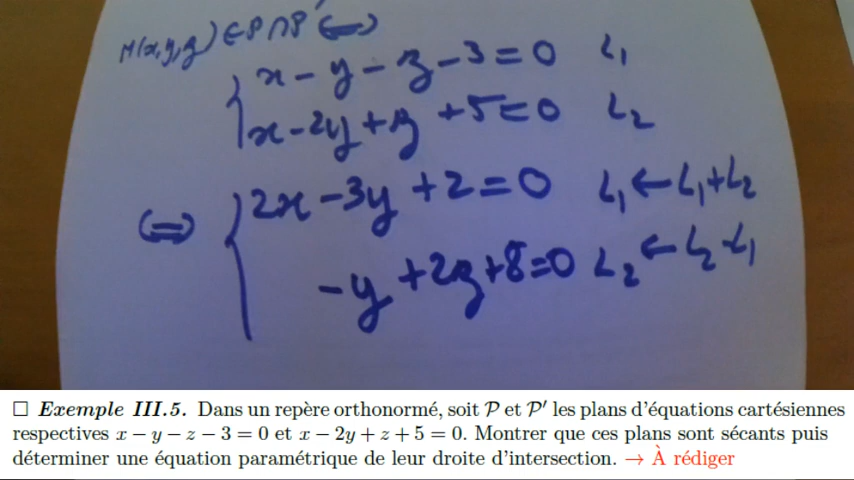 M(x,y,z) ∈ P ∩ P' ⟺
{ x - y - z - 3 = 0 L₁
x - 2y + z + 5 = 0 L₂
⟺ { 2x - 3y + 2 = 0 L₁ ← L₁+L₂
-y + 2z + 8 = 0 L₂ ← L₂-L₁
□ Exemple III.5. Dans un repère orthonormé, soit 𝒫 et 𝒫′ les plans d'équations cartésiennes
respectives x − y − z − 3 = 0 et x − 2y + z + 5 = 0. Montrer que ces plans sont sécants puis
déterminer une équation paramétrique de leur droite d'intersection. → À rédiger